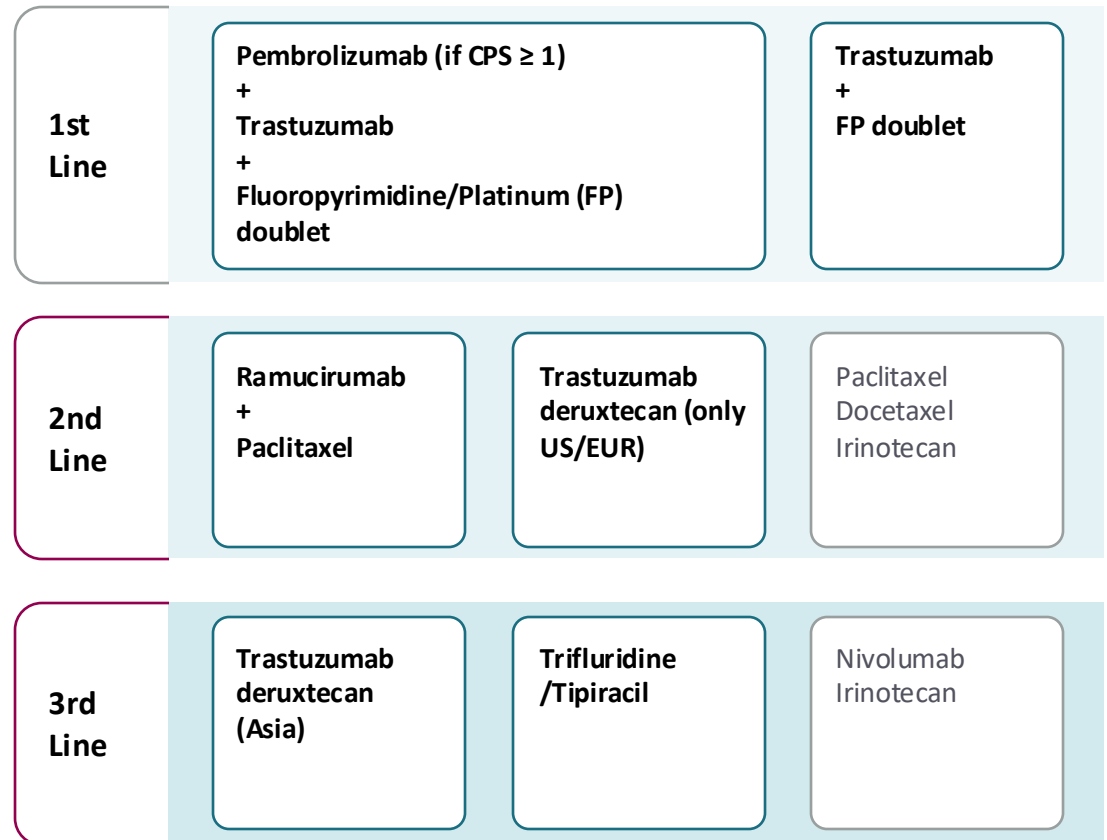 1st
Line
Pembrolizumab (if CPS ≥ 1)
+
Trastuzumab
+
Fluoropyrimidine/Platinum (FP)
doublet
Trastuzumab
+
FP doublet
2nd
Line
Ramucirumab
+
Paclitaxel
Trastuzumab
deruxtecan (only
US/EUR)
Paclitaxel
Docetaxel
Irinotecan
3rd
Line
Trastuzumab
deruxtecan
(Asia)
Trifluridine
/Tipiracil
Nivolumab
Irinotecan